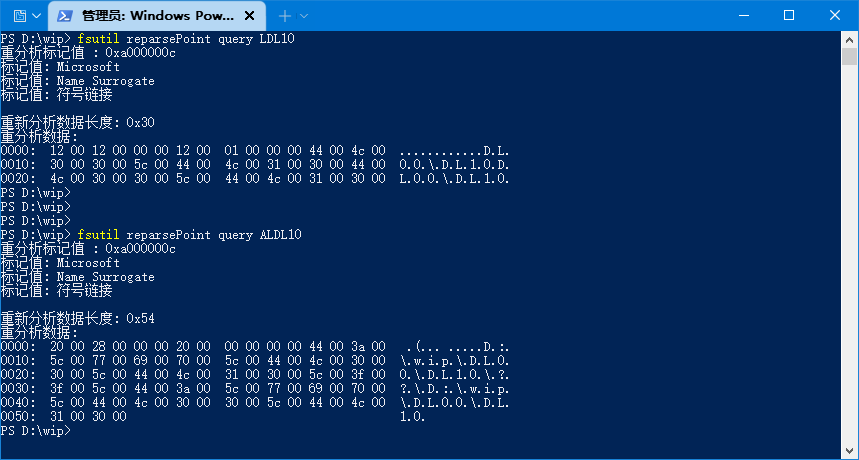 管理员: Windows Pow...
PS D:\wip> fsutil reparsePoint query LDL10
重分析标记值 : 0xa000000c
标记值: Microsoft
标记值: Name Surrogate
标记值: 符号链接
重新分析数据长度: 0x30
重分析数据:
0000:  12 00 12 00 00 00 12 00  01 00 00 00 44 00 4c 00  ............D.L.
0010:  30 00 30 00 5c 00 44 00  4c 00 31 00 30 00 44 00  0.0.\.D.L.1.0.D.
0020:  4c 00 30 00 30 00 5c 00  44 00 4c 00 31 00 30 00  L.0.0.\.D.L.1.0.
PS D:\wip>
PS D:\wip>
PS D:\wip>
PS D:\wip> fsutil reparsePoint query ALDL10
重分析标记值 : 0xa000000c
标记值: Microsoft
标记值: Name Surrogate
标记值: 符号链接
重新分析数据长度: 0x54
重分析数据:
0000:  20 00 28 00 00 00 20 00  00 00 00 00 44 00 3a 00   .(... .....D.:.
0010:  5c 00 77 00 69 00 70 00  5c 00 44 00 4c 00 30 00  \.w.i.p.\.D.L.0.
0020:  30 00 5c 00 44 00 4c 00  31 00 30 00 5c 00 3f 00  0.\.D.L.1.0.\.?.
0030:  3f 00 5c 00 44 00 3a 00  5c 00 77 00 69 00 70 00  ?.\.D.:.\.w.i.p.
0040:  5c 00 44 00 4c 00 30 00  30 00 5c 00 44 00 4c 00  \.D.L.0.0.\.D.L.
0050:  31 00 30 00                                       1.0.
PS D:\wip>